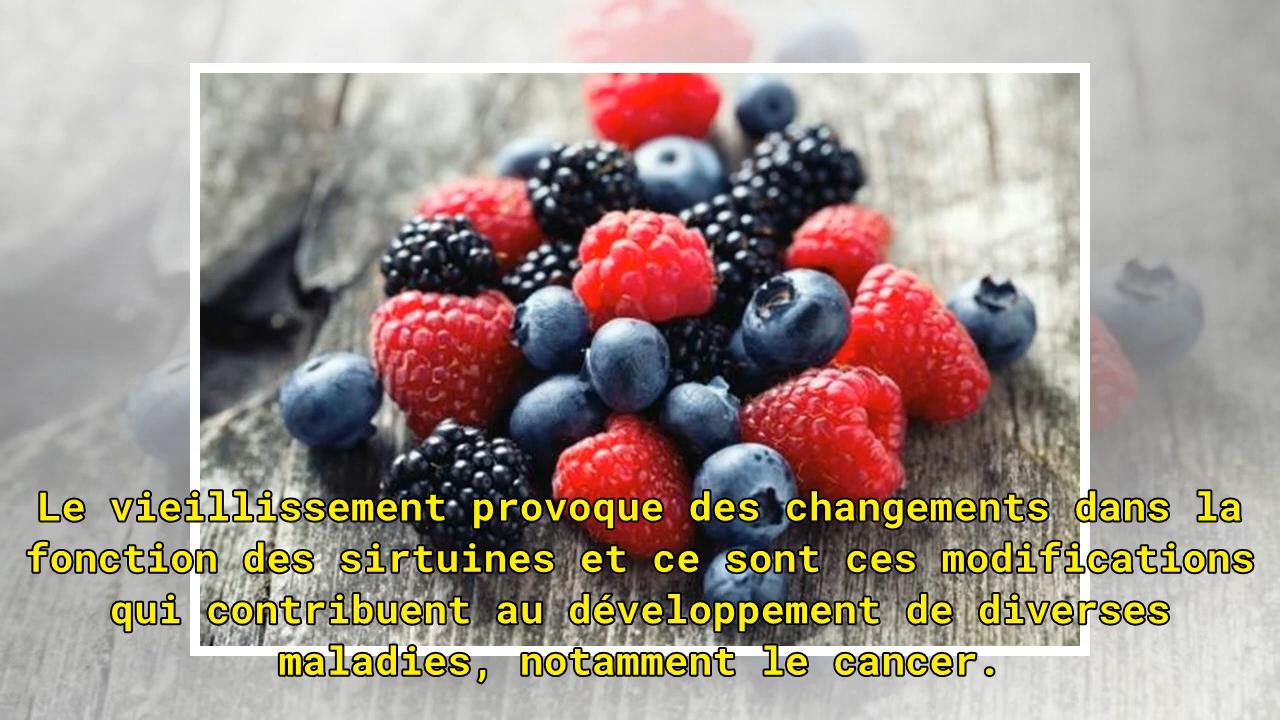 Le vieillissement provoque des changements dans la
fonction des sirtuines et ce sont ces modifications
qui contribuent au développement de diverses
maladies, notamment le cancer.